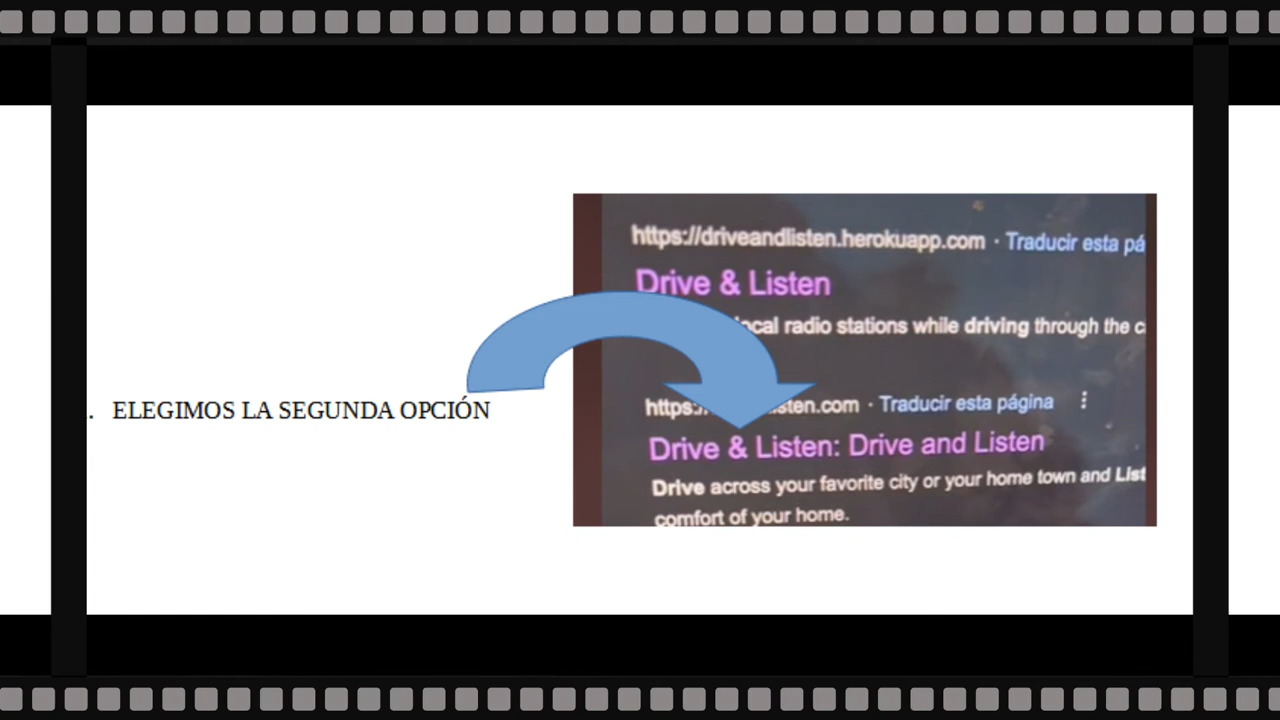 . ELEGIMOS LA SEGUNDA OPCIÓN
https://driveandlisten.herokuapp.com · Traducir esta pá
Drive & Listen
local radio stations while driving through the c
https:// sten.com · Traducir esta página
Drive & Listen: Drive and Listen
Drive across your favorite city or your home town and List
comfort of your home.